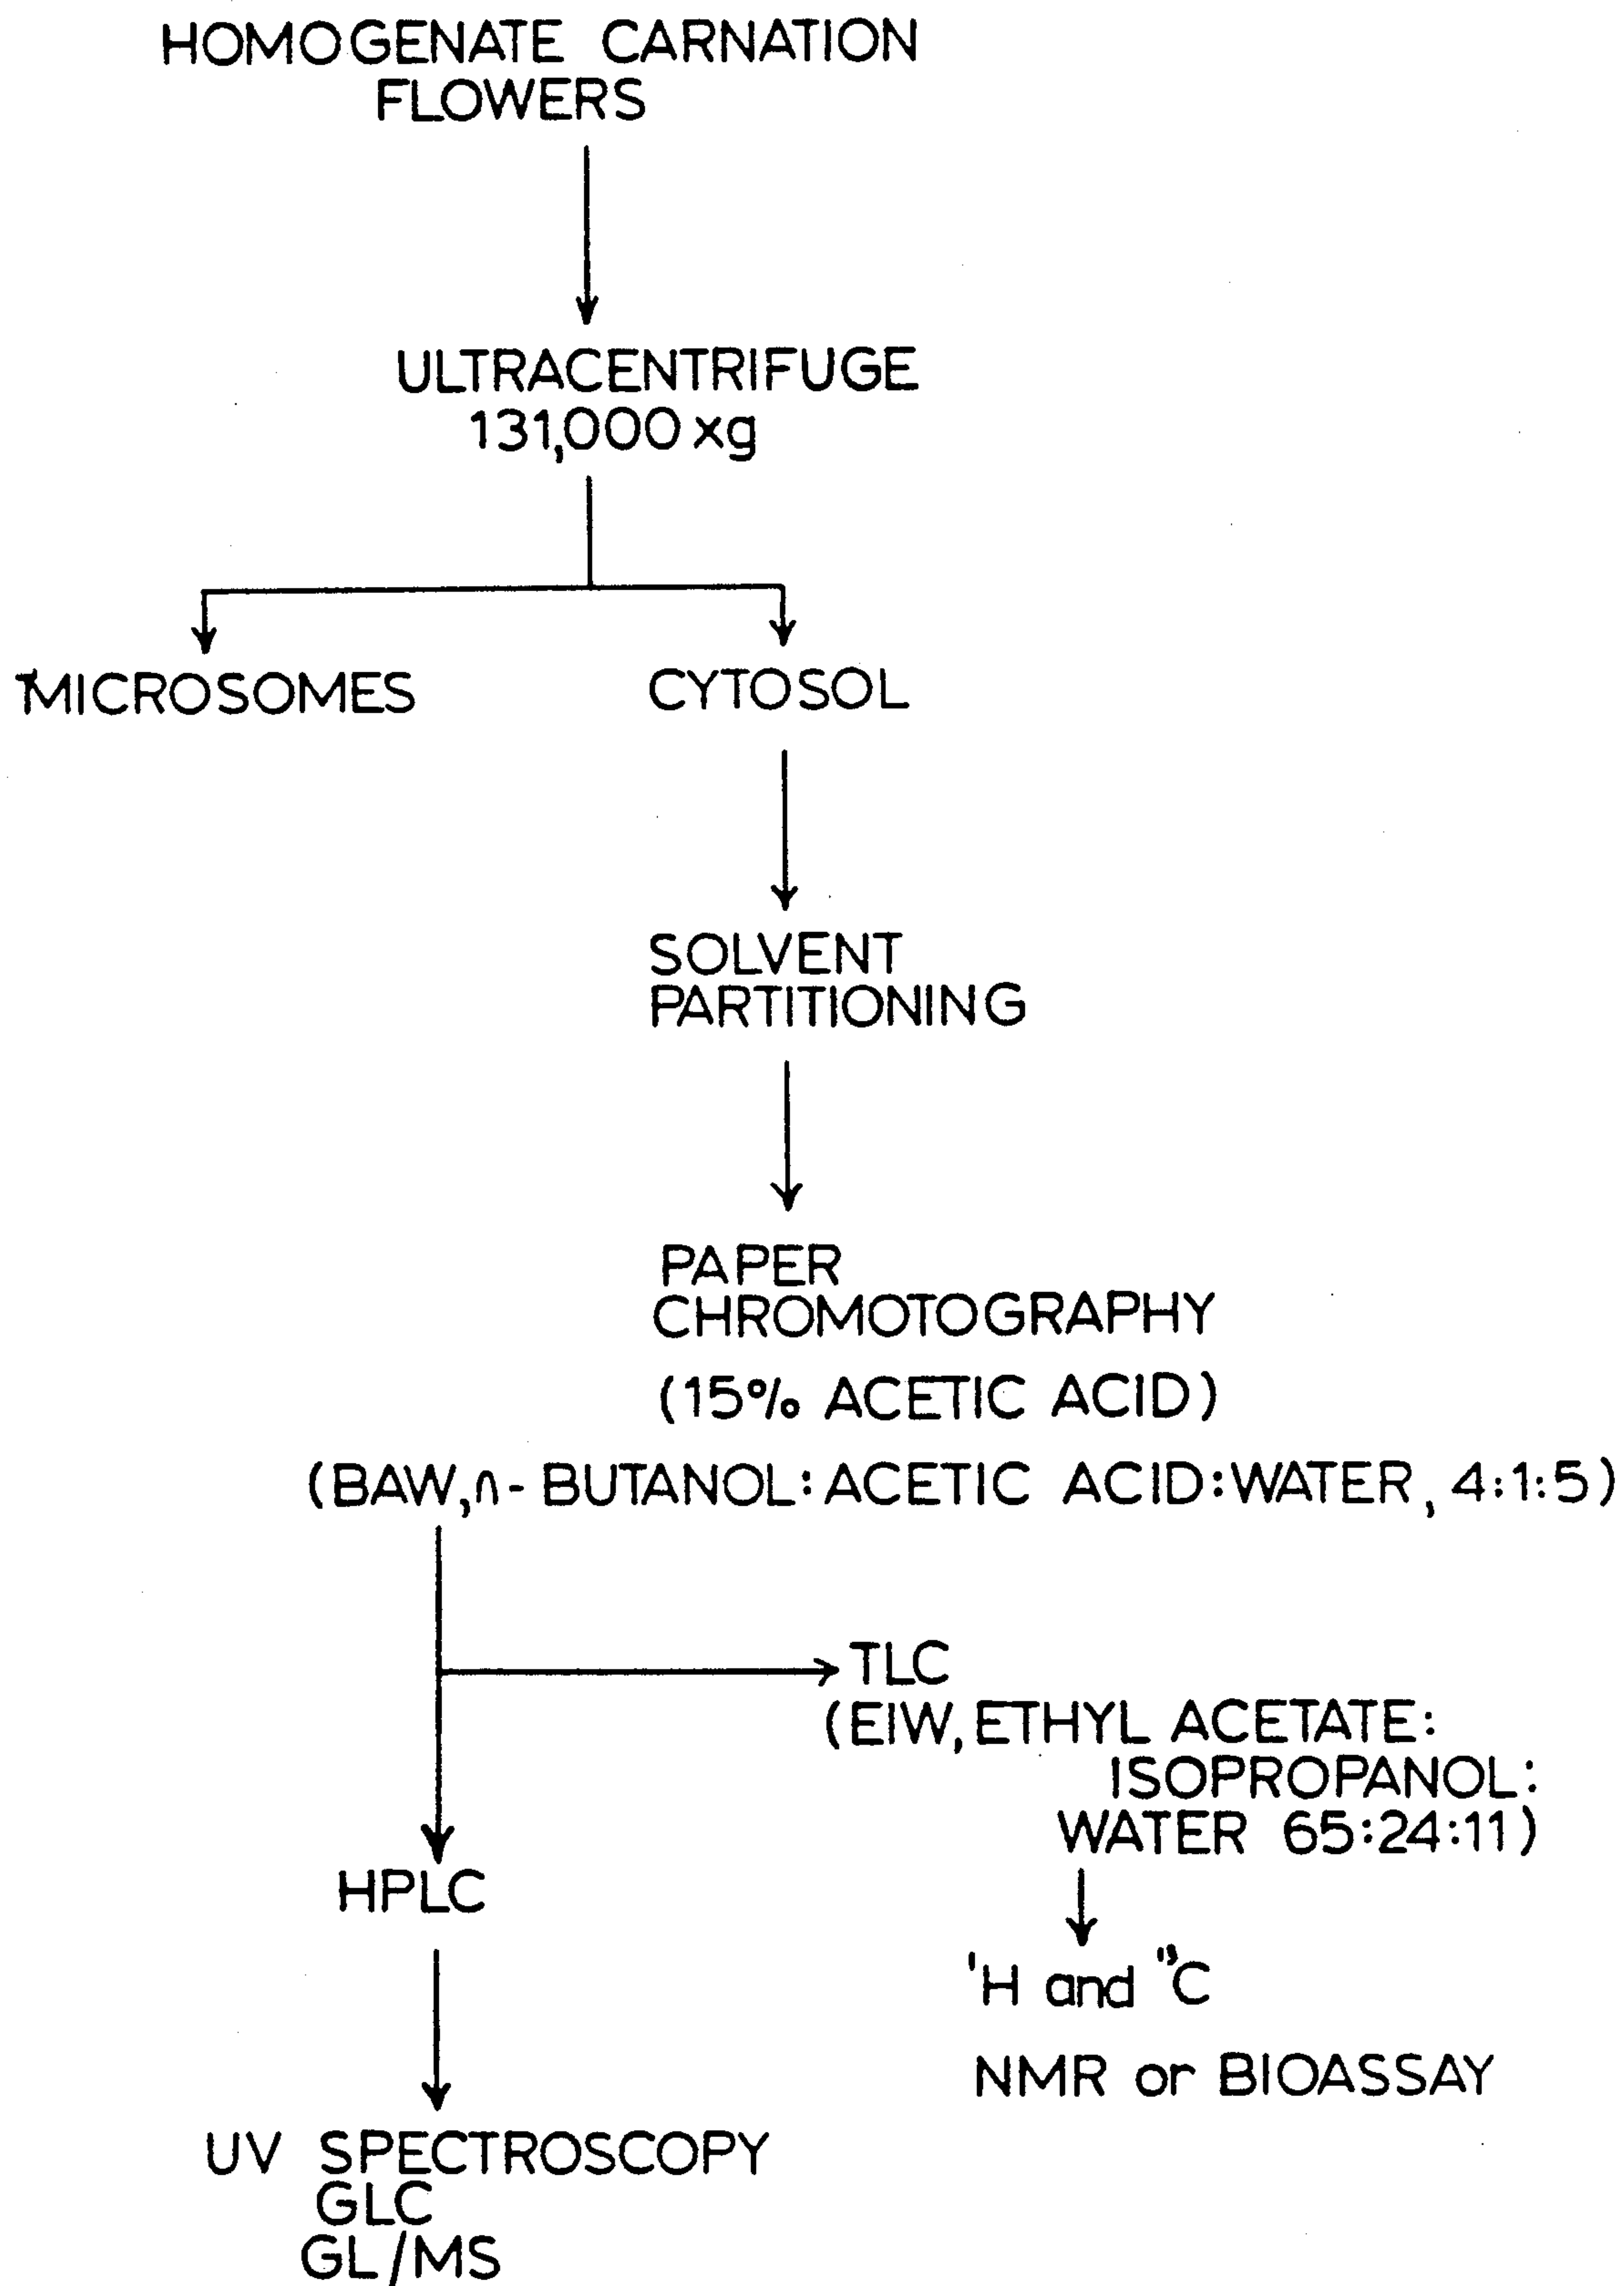 HOMOGENATE CARNATION
FLOWERS
ULTRACENTRIFUGE
131,000 xg
MICROSOMES
CYTOSOL
SOLVENT
PARTITIONING
PAPER
CHROMOTOGRAPHY
(15% ACETIC ACID)
(BAW,n- BUTANOL:ACETIC ACID:WATER, 4:1:5)
TLC
(EIW,ETHYL ACETATE:
ISOPROPANOL:
WATER 65:24:11)
HPLC
'H and C
NMR or BIOASSAY
UV SPECTROSCOPY
GLC
GL/MS